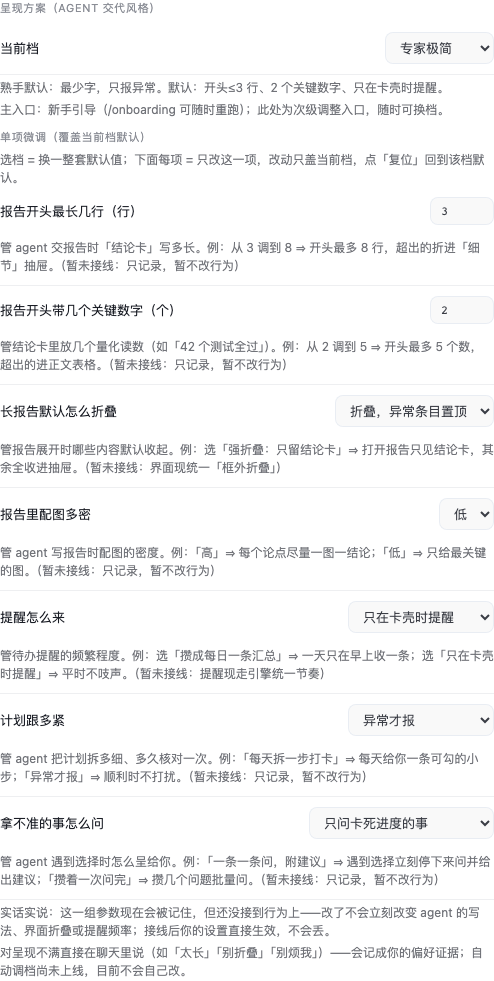 呈现方案（AGENT 交代风格）
当前档
专家极简
熟手默认：最少字，只报异常。默认：开头≤3 行、2 个关键数字、只在卡壳时提醒。
主入口：新手引导（/onboarding 可随时重跑）；此处为次级调整入口，随时可换档。
单项微调（覆盖当前档默认）
选档 = 换一整套默认值；下面每项 = 只改这一项，改动只盖当前档，点「复位」回到该档默
认。
报告开头最长几行（行）
3
管 agent 交报告时「结论卡」写多长。例：从 3 调到 8 ⇒ 开头最多 8 行，超出的折进「细
节」抽屉。（暂未接线：只记录，暂不改行为）
报告开头带几个关键数字（个）
2
管结论卡里放几个量化读数（如「42 个测试全过」）。例：从 2 调到 5 ⇒ 开头最多 5 个数，
超出的进正文表格。（暂未接线：只记录，暂不改行为）
长报告默认怎么折叠
折叠，异常条目置顶
管报告展开时哪些内容默认收起。例：选「强折叠：只留结论卡」⇒ 打开报告只见结论卡，其
余全收进抽屉。（暂未接线：界面现统一「框外折叠」）
报告里配图多密
低
管 agent 写报告时配图的密度。例：「高」⇒ 每个论点尽量一图一结论；「低」⇒ 只给最关键
的图。（暂未接线：只记录，暂不改行为）
提醒怎么来
只在卡壳时提醒
管待办提醒的频繁程度。例：选「攒成每日一条汇总」⇒ 一天只在早上收一条；选「只在卡壳
时提醒」⇒ 平时不吱声。（暂未接线：提醒现走引擎统一节奏）
计划跟多紧
异常才报
管 agent 把计划拆多细、多久核对一次。例：「每天拆一步打卡」⇒ 每天给你一条可勾的小
步；「异常才报」⇒ 顺利时不打扰。（暂未接线：只记录，暂不改行为）
拿不准的事怎么问
只问卡死进度的事
管 agent 遇到选择时怎么呈给你。例：「一条一条问，附建议」⇒ 遇到选择立刻停下来问并给
出建议；「攒着一次问完」⇒ 攒几个问题批量问。（暂未接线：只记录，暂不改行为）
实话实说：这一组参数现在会被记住，但还没接到行为上——改了不会立刻改变 agent 的写
法、界面折叠或提醒频率；接线后你的设置直接生效，不会丢。
对呈现不满直接在聊天里说（如「太长」「别折叠」「别烦我」）——会记成你的偏好证据；自
动调档尚未上线，目前不会自己改。